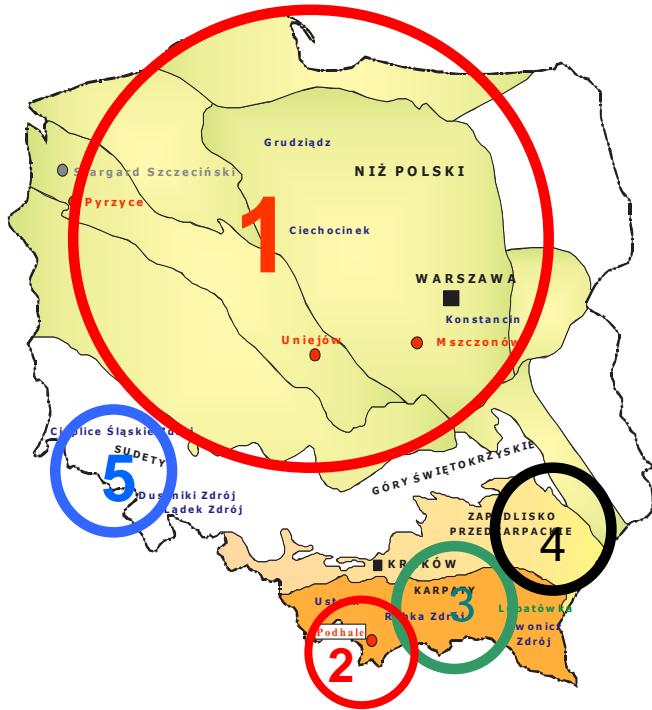 Grudziądz
NIŻ POLSKI
Stargard Szczeciński
Pyrzyce
1
Ciechocinek
WARSZAWA
Konstancin
Uniejów
Mszczonów
Cieplice Śląskie Zdrój
SUDETY
5
Duszniki Zdrój
Lądek Zdrój
GÓRY ŚWIĘTOKRZYSKIE
ZAPADLISKO
PRZEDKARPACKIE
4
KRAKÓW
KARPATY
3
Ustroń
Rabka Zdrój
Lubatówka
Iwonicz
Zdrój
Podhale
2